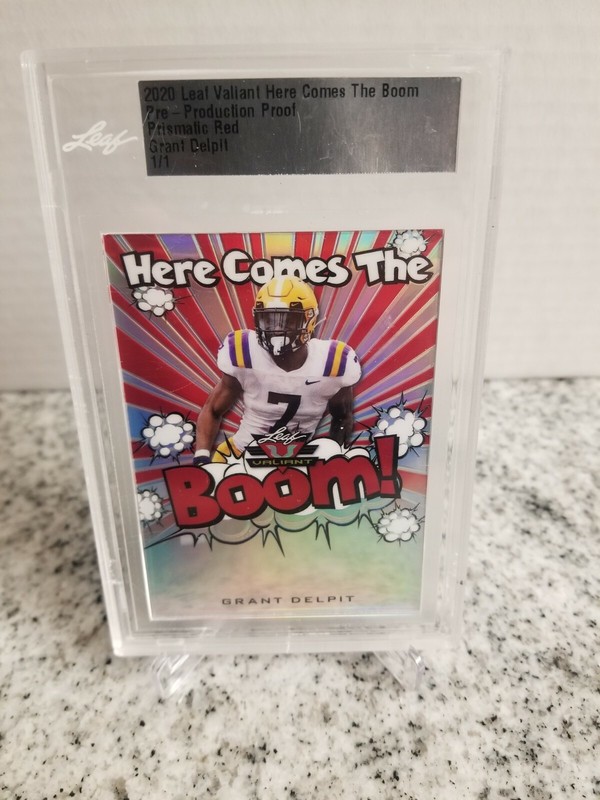 2020 Leaf Valiant Here Comes The Boom
Pre-Production Proof
Prismatic Red
Grant Delpit
1/1
Leaf
Here Comes The
7
Leaf
VALIANT
Boom!
GRANT DELPIT